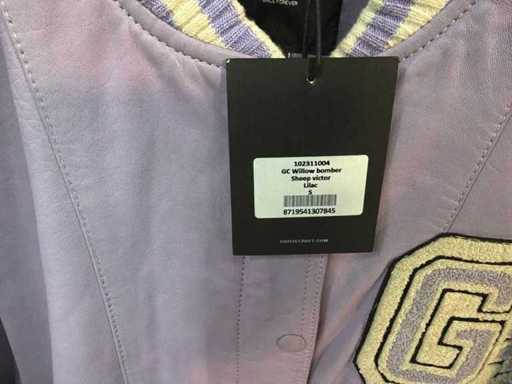 102311004
GC Willow bomber
Sheep victor
Lilac
S
8719541307845
G